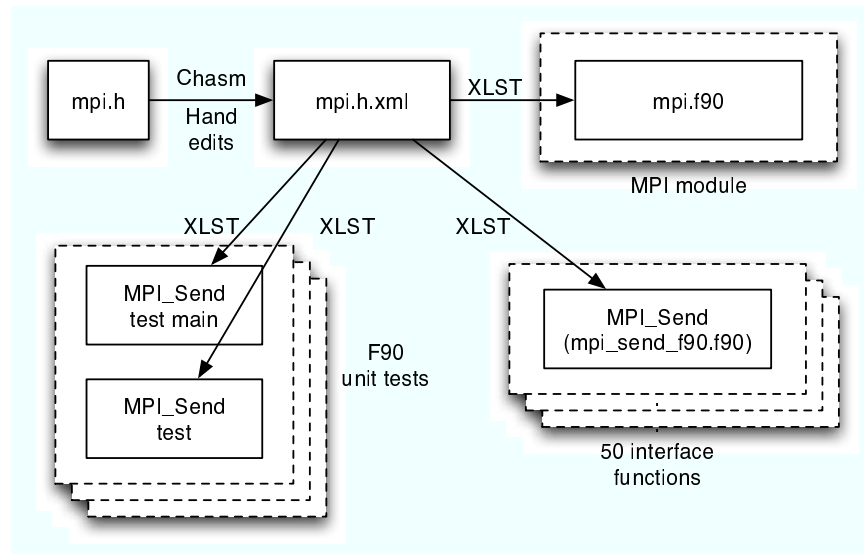 mpi.h
Chasm
Hand
edits
mpi.h.xml
XLST
mpi.f90
MPI module
XLST
XLST
XLST
MPI_Send
test main
MPI_Send
test
F90
unit tests
MPI_Send
(mpi_send_f90.f90)
50 interface
functions